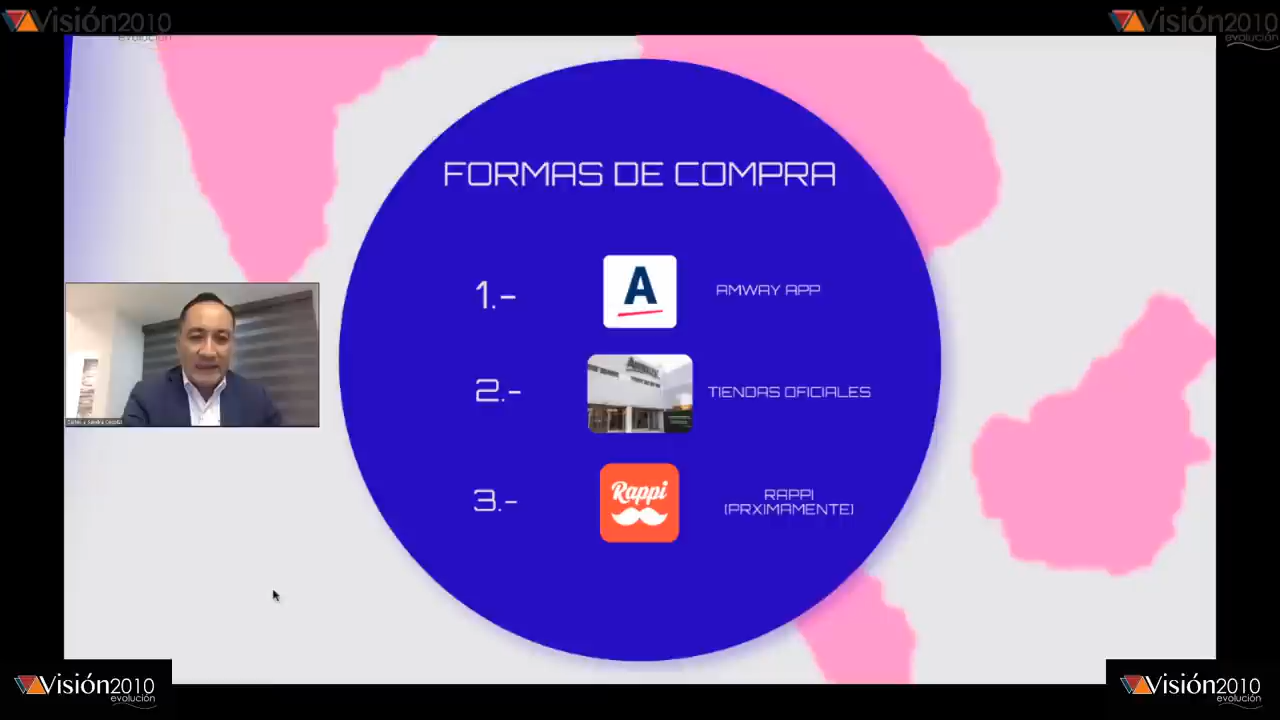 Visión2010
evolución
Visión2010
evolución
FORMAS DE COMPRA
1.-
A
AMWAY APP
2.-
TIENDAS OFICIALES
3.-
Rappi
RAPPI
(PRXIMAMENTE)
Visión2010
evolución
Visión2010
evolución